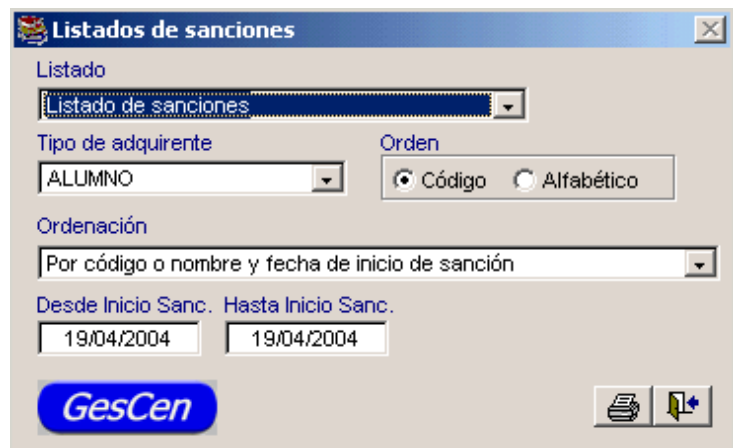 Listados de sanciones
Listado
Listado de sanciones
Tipo de adquirente Orden
ALUMNO Código Alfabético
Ordenación
Por código o nombre y fecha de inicio de sanción
Desde Inicio Sanc. Hasta Inicio Sanc.
19/04/2004 19/04/2004
GesCen